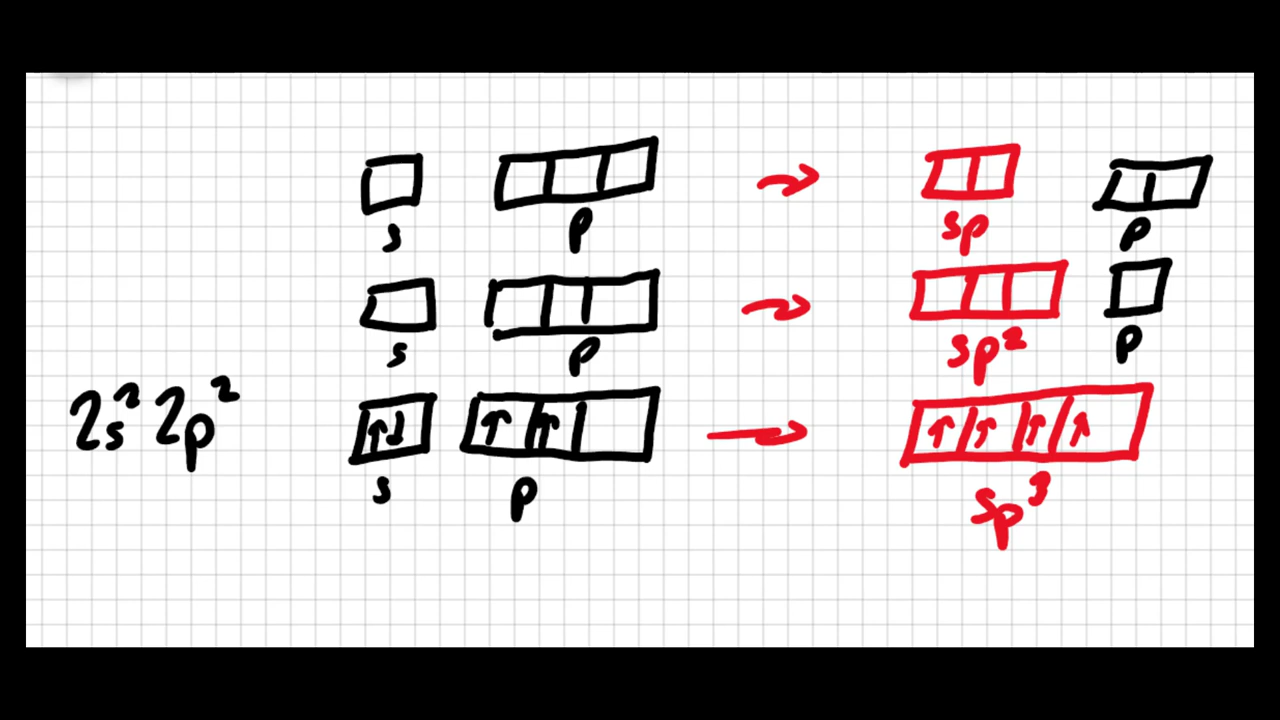 s p sp p
s p sp² p
2s² 2p² ↑↓ ↑ ↑ → ↑ ↑ ↑ ↑
s p sp³